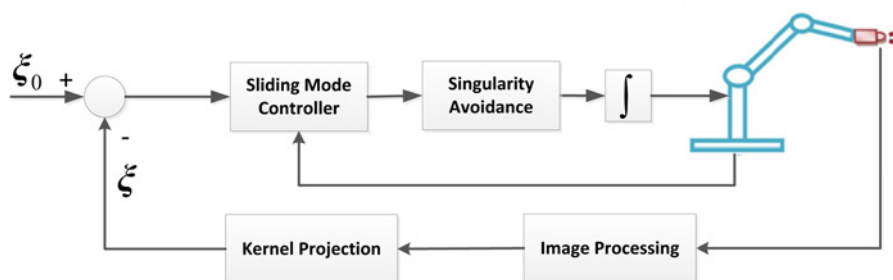 ξ₀ +
Sliding Mode
Controller
Singularity
Avoidance
∫
-
ξ
Kernel Projection
Image Processing